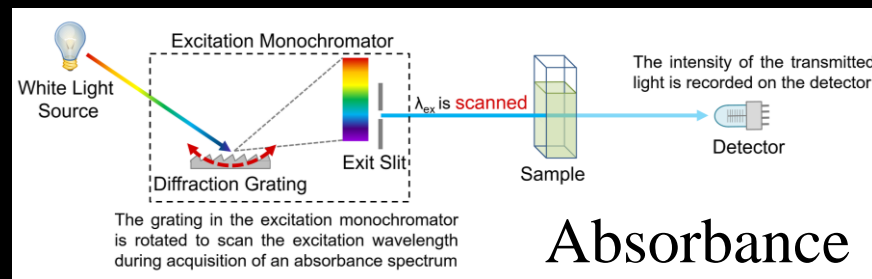 Excitation Monochromator
White Light
Source
The intensity of the transmitted
light is recorded on the detector
λex is scanned
Exit Slit
Diffraction Grating
Sample
Detector
The grating in the excitation monochromator
is rotated to scan the excitation wavelength
during acquisition of an absorbance spectrum
Absorbance